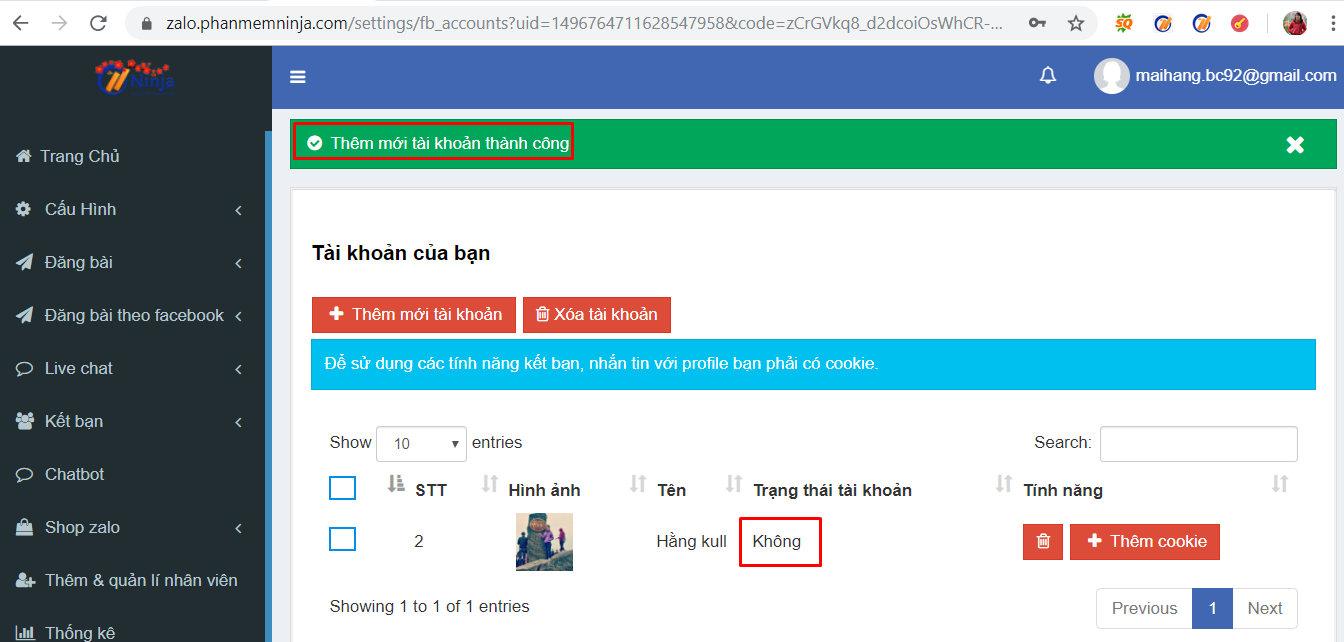 zalo.phanmemninja.com/settings/fb_accounts?uid=1496764711628547958&code=zCrGVkq8_d2dcoiOsWhCR-...
Ninja
maihang.bc92@gmail.com
Thêm mới tài khoản thành công
Trang Chủ
Cấu Hình
Đăng bài
Đăng bài theo facebook
Live chat
Kết bạn
Chatbot
Shop zalo
Thêm & quản lí nhân viên
Thống kê
Tài khoản của bạn
Thêm mới tài khoản
Xóa tài khoản
Để sử dụng các tính năng kết bạn, nhắn tin với profile bạn phải có cookie.
Show 10 entries
Search:
STT Hình ảnh Tên Trạng thái tài khoản Tính năng
2 Hằng kull Không Thêm cookie
Showing 1 to 1 of 1 entries
Previous 1 Next